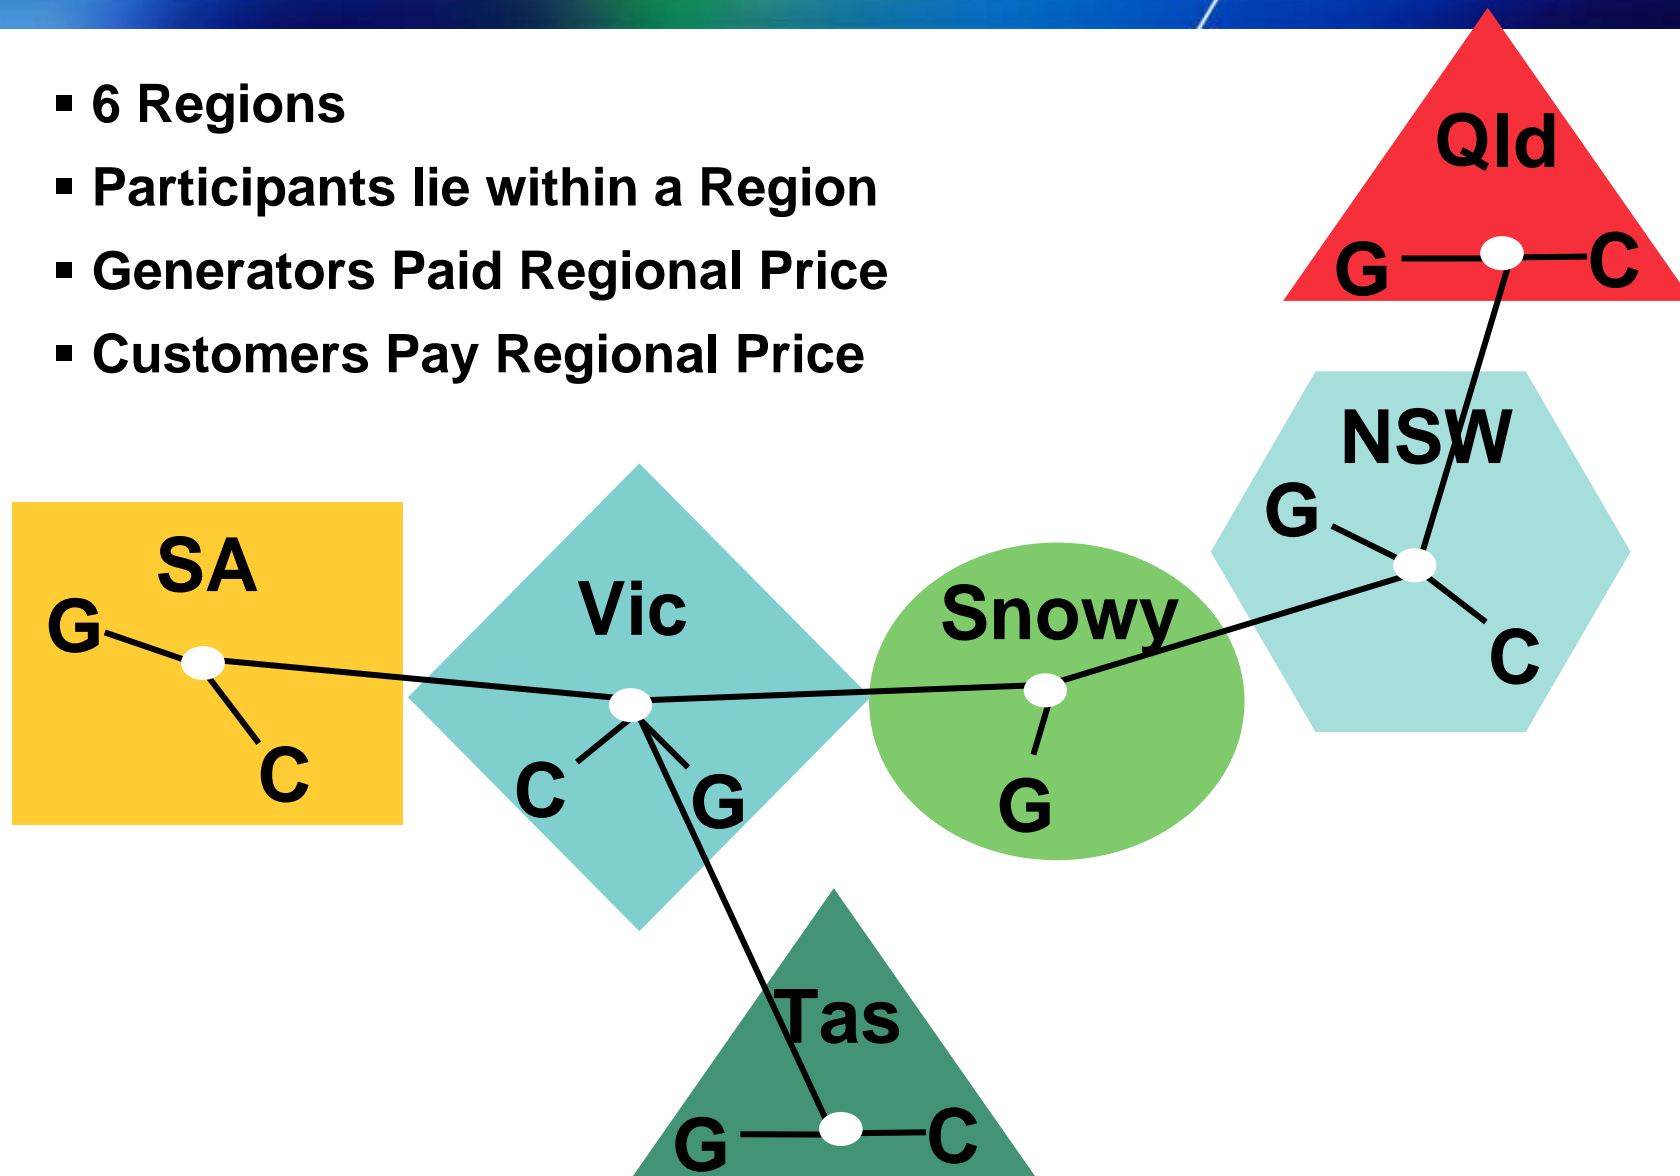 ▪ 6 Regions
▪ Participants lie within a Region
▪ Generators Paid Regional Price
▪ Customers Pay Regional Price
Qld
G C
NSW
G
C
SA
G
C
Vic
C G
Snowy
G
Tas
G C